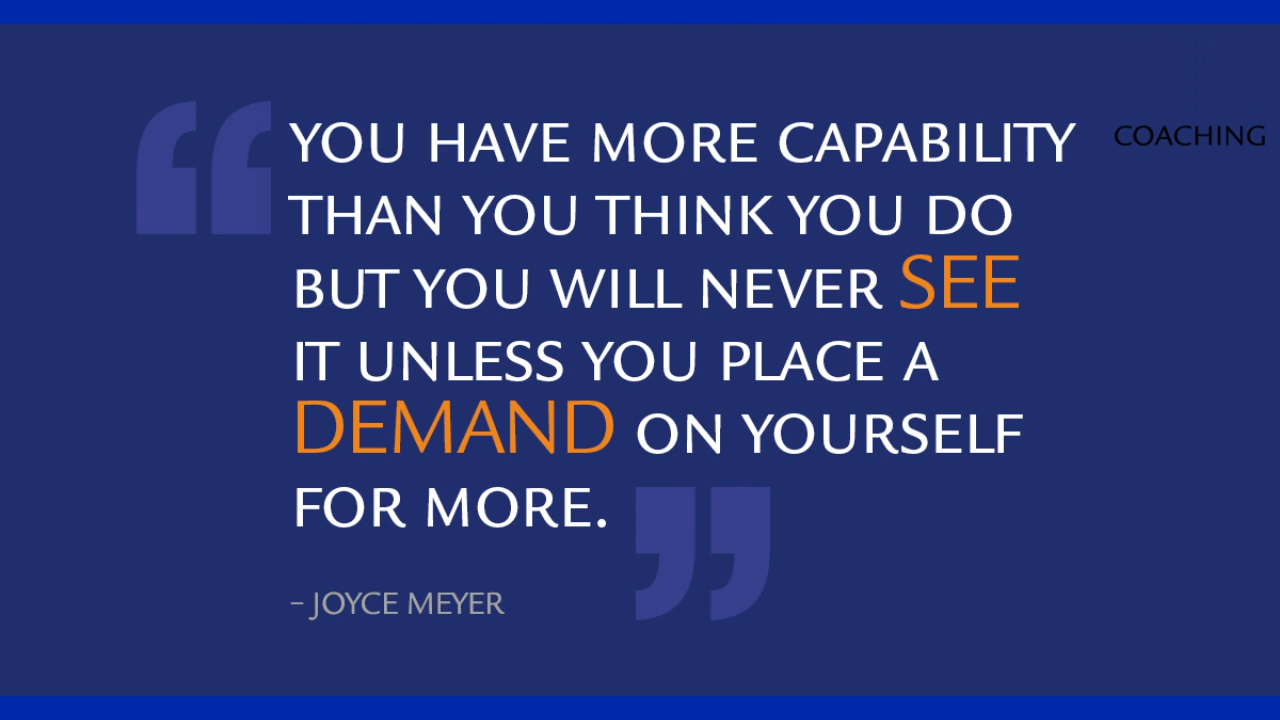 YOU HAVE MORE CAPABILITY
COACHING
THAN YOU THINK YOU DO
BUT YOU WILL NEVER SEE
IT UNLESS YOU PLACE A
DEMAND ON YOURSELF
FOR MORE.
– JOYCE MEYER